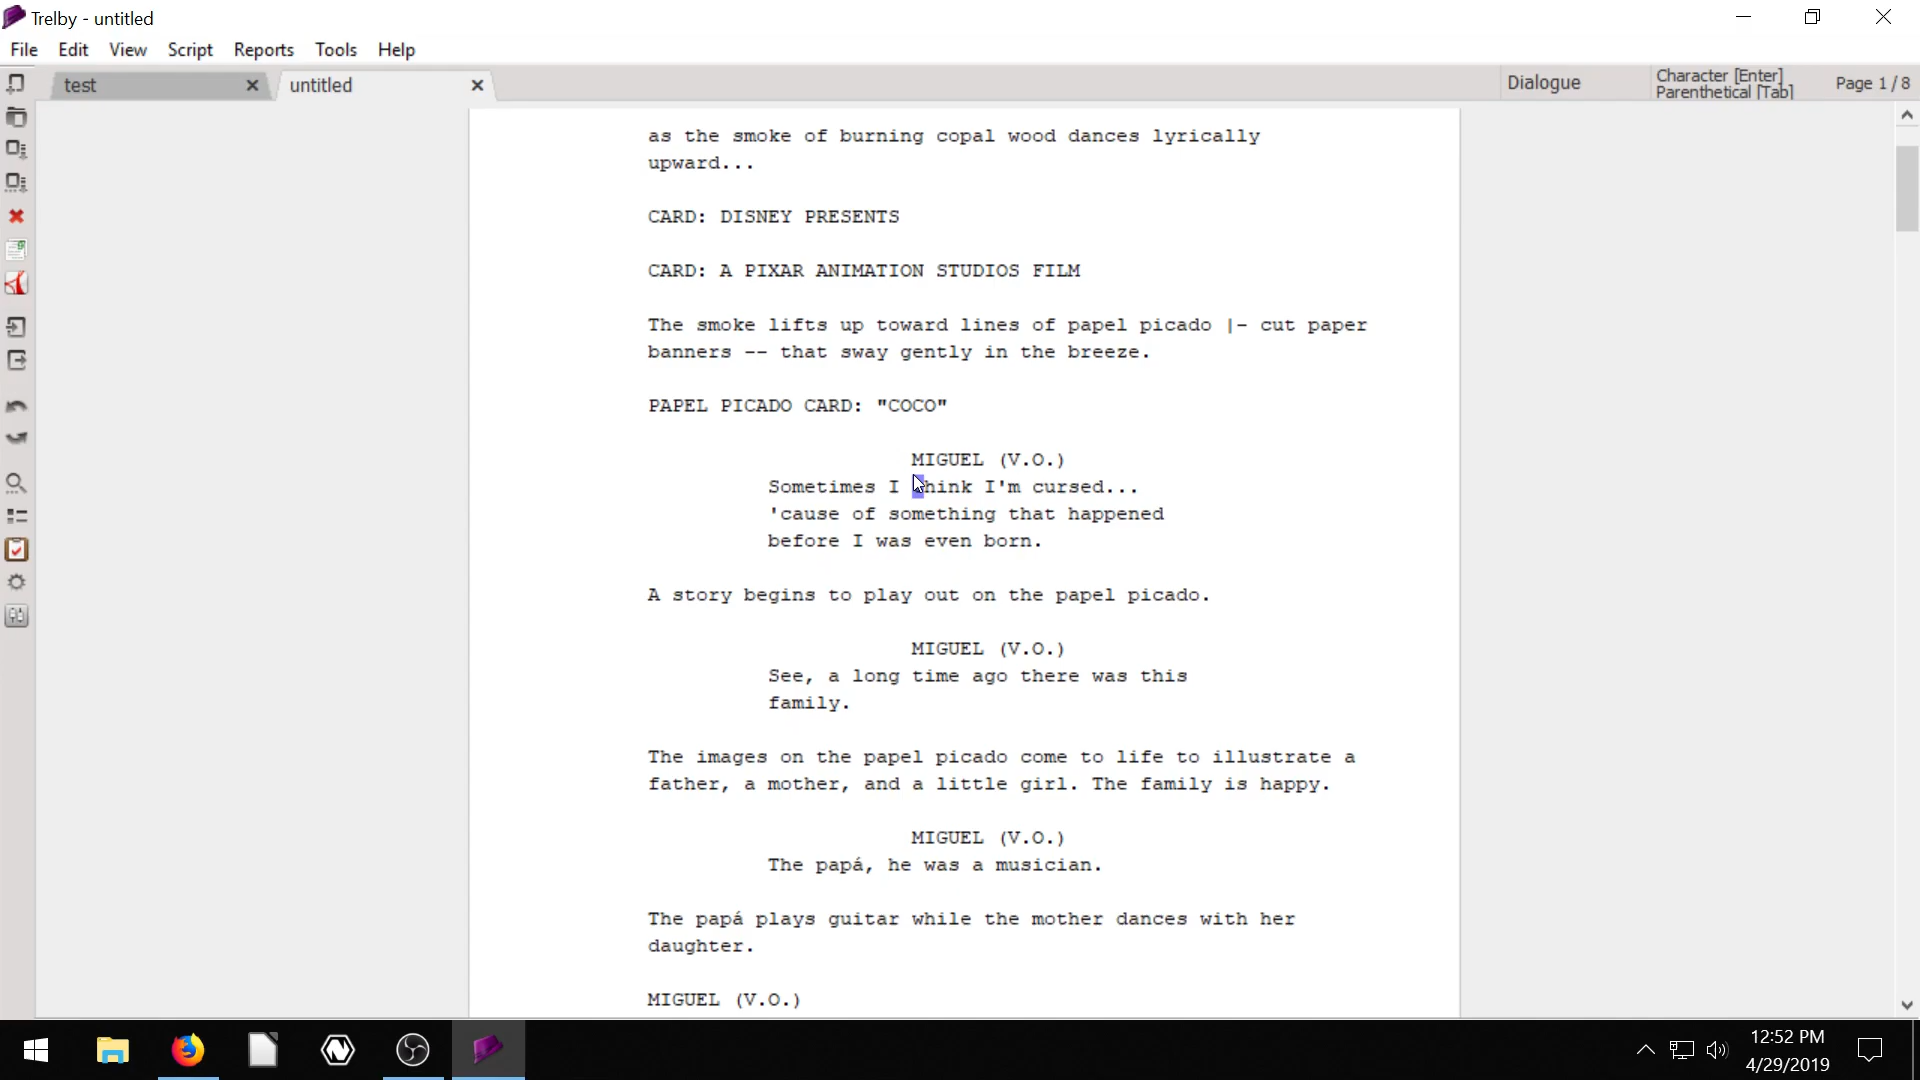 Trelby - untitled
File Edit View Script Reports Tools Help
test untitled Dialogue Character [Enter] Page 1 / 8
Parenthetical [Tab]
as the smoke of burning copal wood dances lyrically
upward...
CARD: DISNEY PRESENTS
CARD: A PIXAR ANIMATION STUDIOS FILM
The smoke lifts up toward lines of papel picado |- cut paper
banners -- that sway gently in the breeze.
PAPEL PICADO CARD: "COCO"
MIGUEL (V.O.)
Sometimes I think I'm cursed...
'cause of something that happened
before I was even born.
A story begins to play out on the papel picado.
MIGUEL (V.O.)
See, a long time ago there was this
family.
The images on the papel picado come to life to illustrate a
father, a mother, and a little girl. The family is happy.
MIGUEL (V.O.)
The papá, he was a musician.
The papá plays guitar while the mother dances with her
daughter.
MIGUEL (V.O.)
12:52 PM
4/29/2019